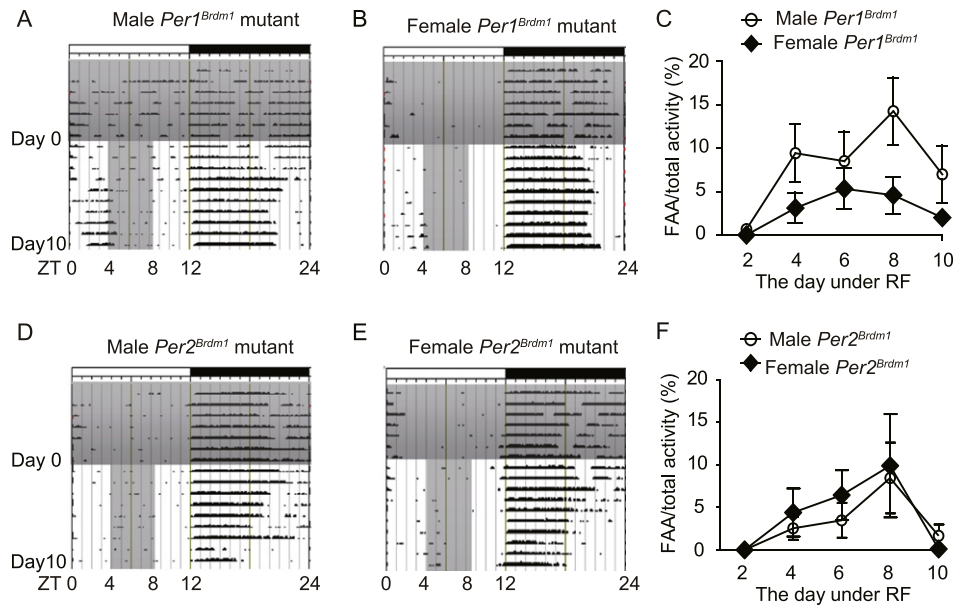 A
Male Per1Brdm1 mutant
Day 0
Day10
ZT 0 4 8 12 24
B
Female Per1Brdm1 mutant
0 4 8 12 24
C
Male Per1Brdm1
Female Per1Brdm1
FAA/total activity (%)
20
15
10
5
0
2 4 6 8 10
The day under RF
D
Male Per2Brdm1 mutant
Day 0
Day10
ZT 0 4 8 12 24
E
Female Per2Brdm1 mutant
0 4 8 12 24
F
Male Per2Brdm1
Female Per2Brdm1
FAA/total activity (%)
20
15
10
5
0
2 4 6 8 10
The day under RF